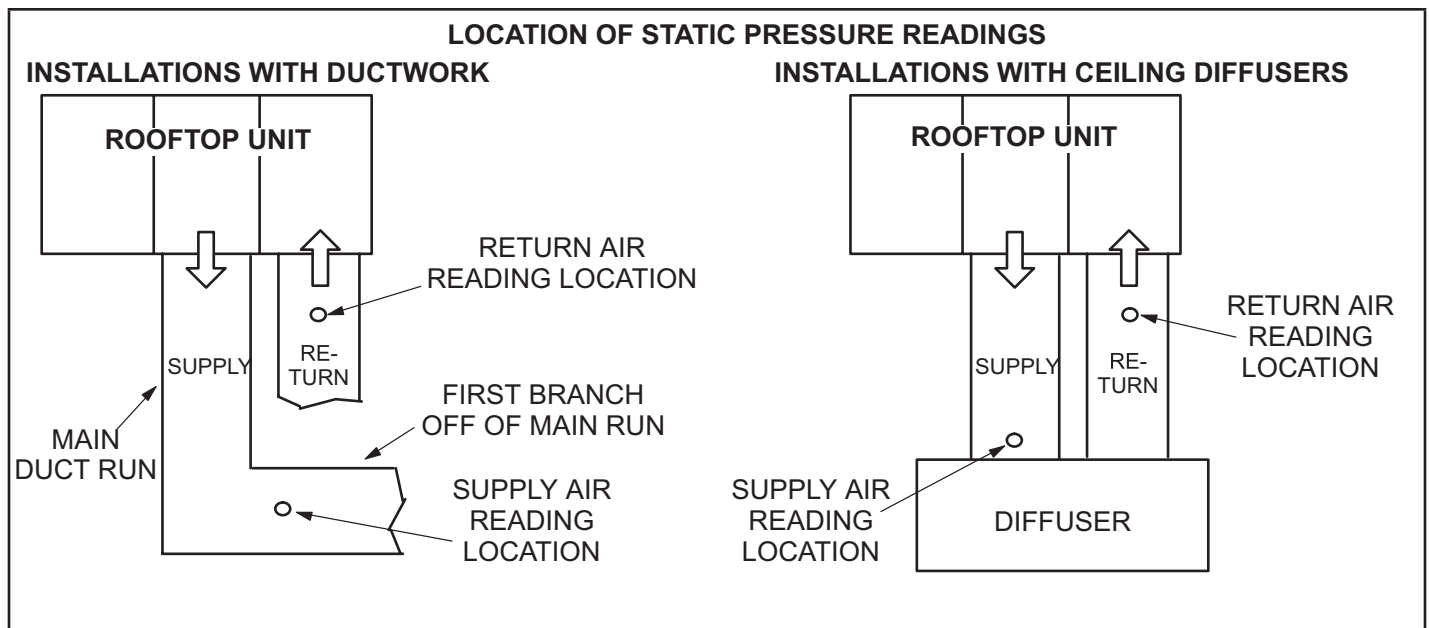 LOCATION OF STATIC PRESSURE READINGS
INSTALLATIONS WITH DUCTWORK
ROOFTOP UNIT
RETURN AIR
READING LOCATION
SUPPLY
RE-
TURN
FIRST BRANCH
OFF OF MAIN RUN
MAIN
DUCT RUN
SUPPLY AIR
READING
LOCATION
INSTALLATIONS WITH CEILING DIFFUSERS
ROOFTOP UNIT
RETURN AIR
READING
LOCATION
SUPPLY
RE-
TURN
SUPPLY AIR
READING
LOCATION
DIFFUSER